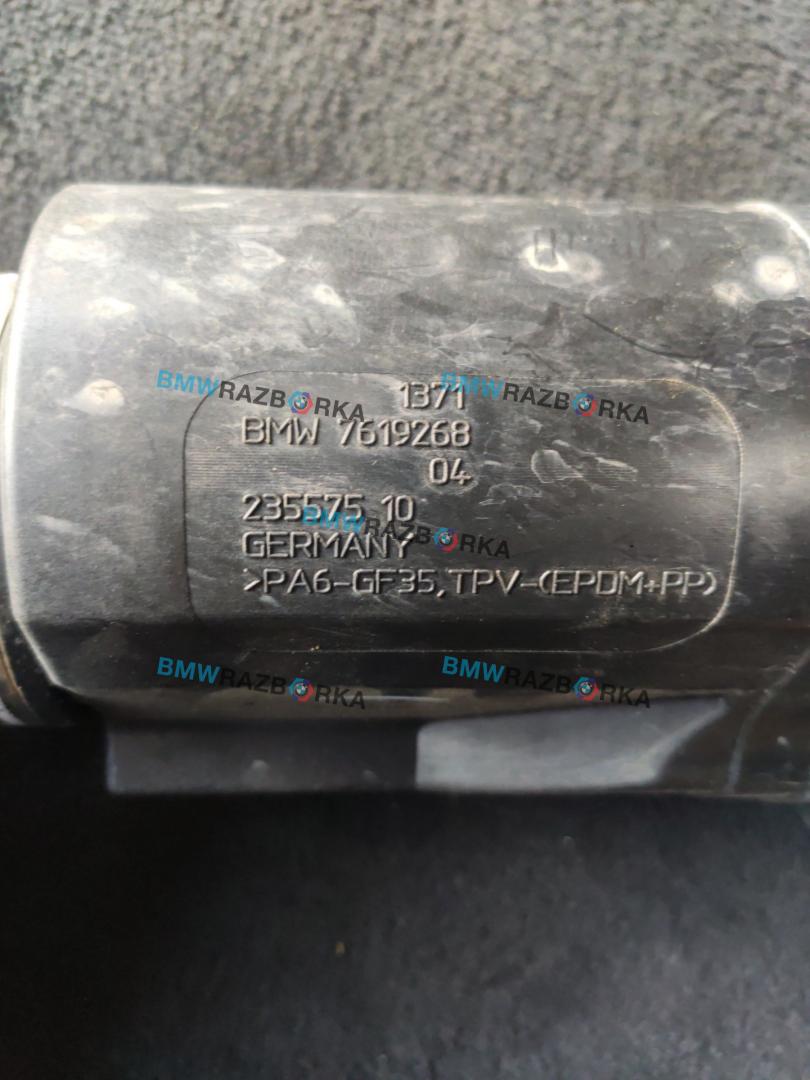 1371
BMWRAZBORKA
BMWRAZBORKA
BMW 7619268
04
235575 10
BMWRAZBORKA
GERMANY
>PA6-GF35,TPV-(EPDM+PP)
BMWRAZBORKA
BMWRAZBORKA